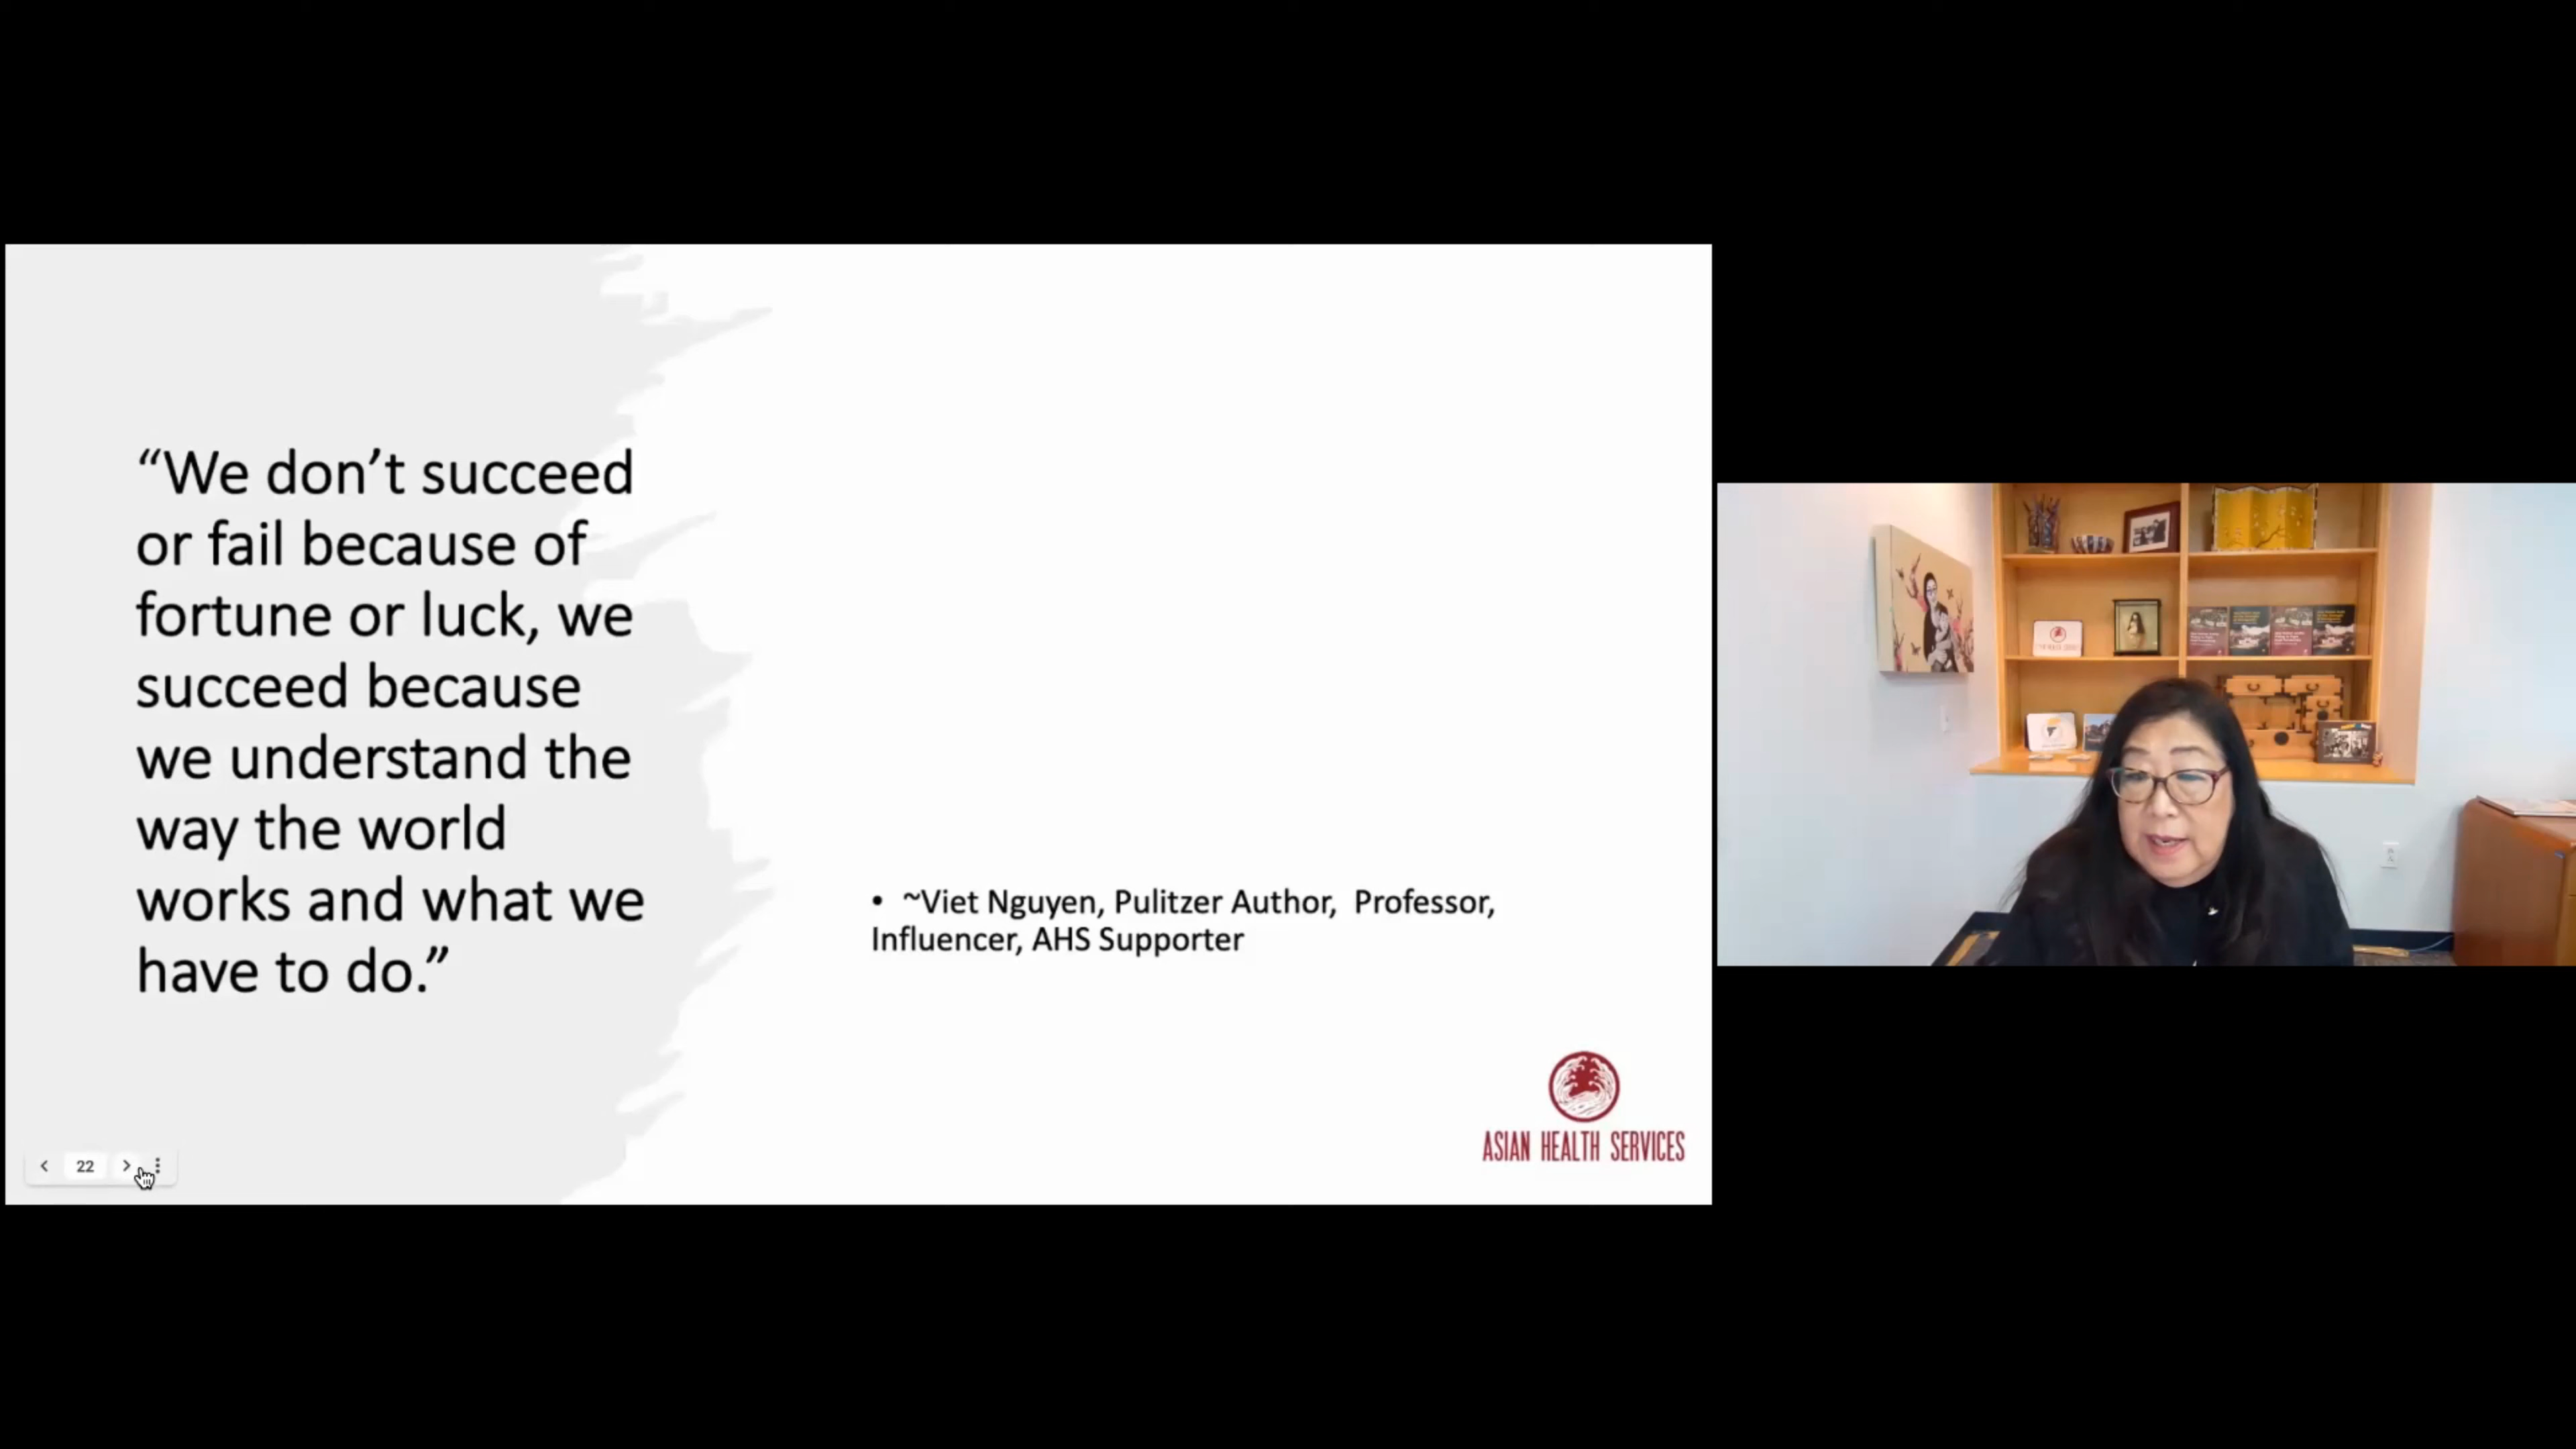 “We don’t succeed
or fail because of
fortune or luck, we
succeed because
we understand the
way the world
works and what we
have to do.”
• ~Viet Nguyen, Pulitzer Author,  Professor,
Influencer, AHS Supporter
ASIAN HEALTH SERVICES
22